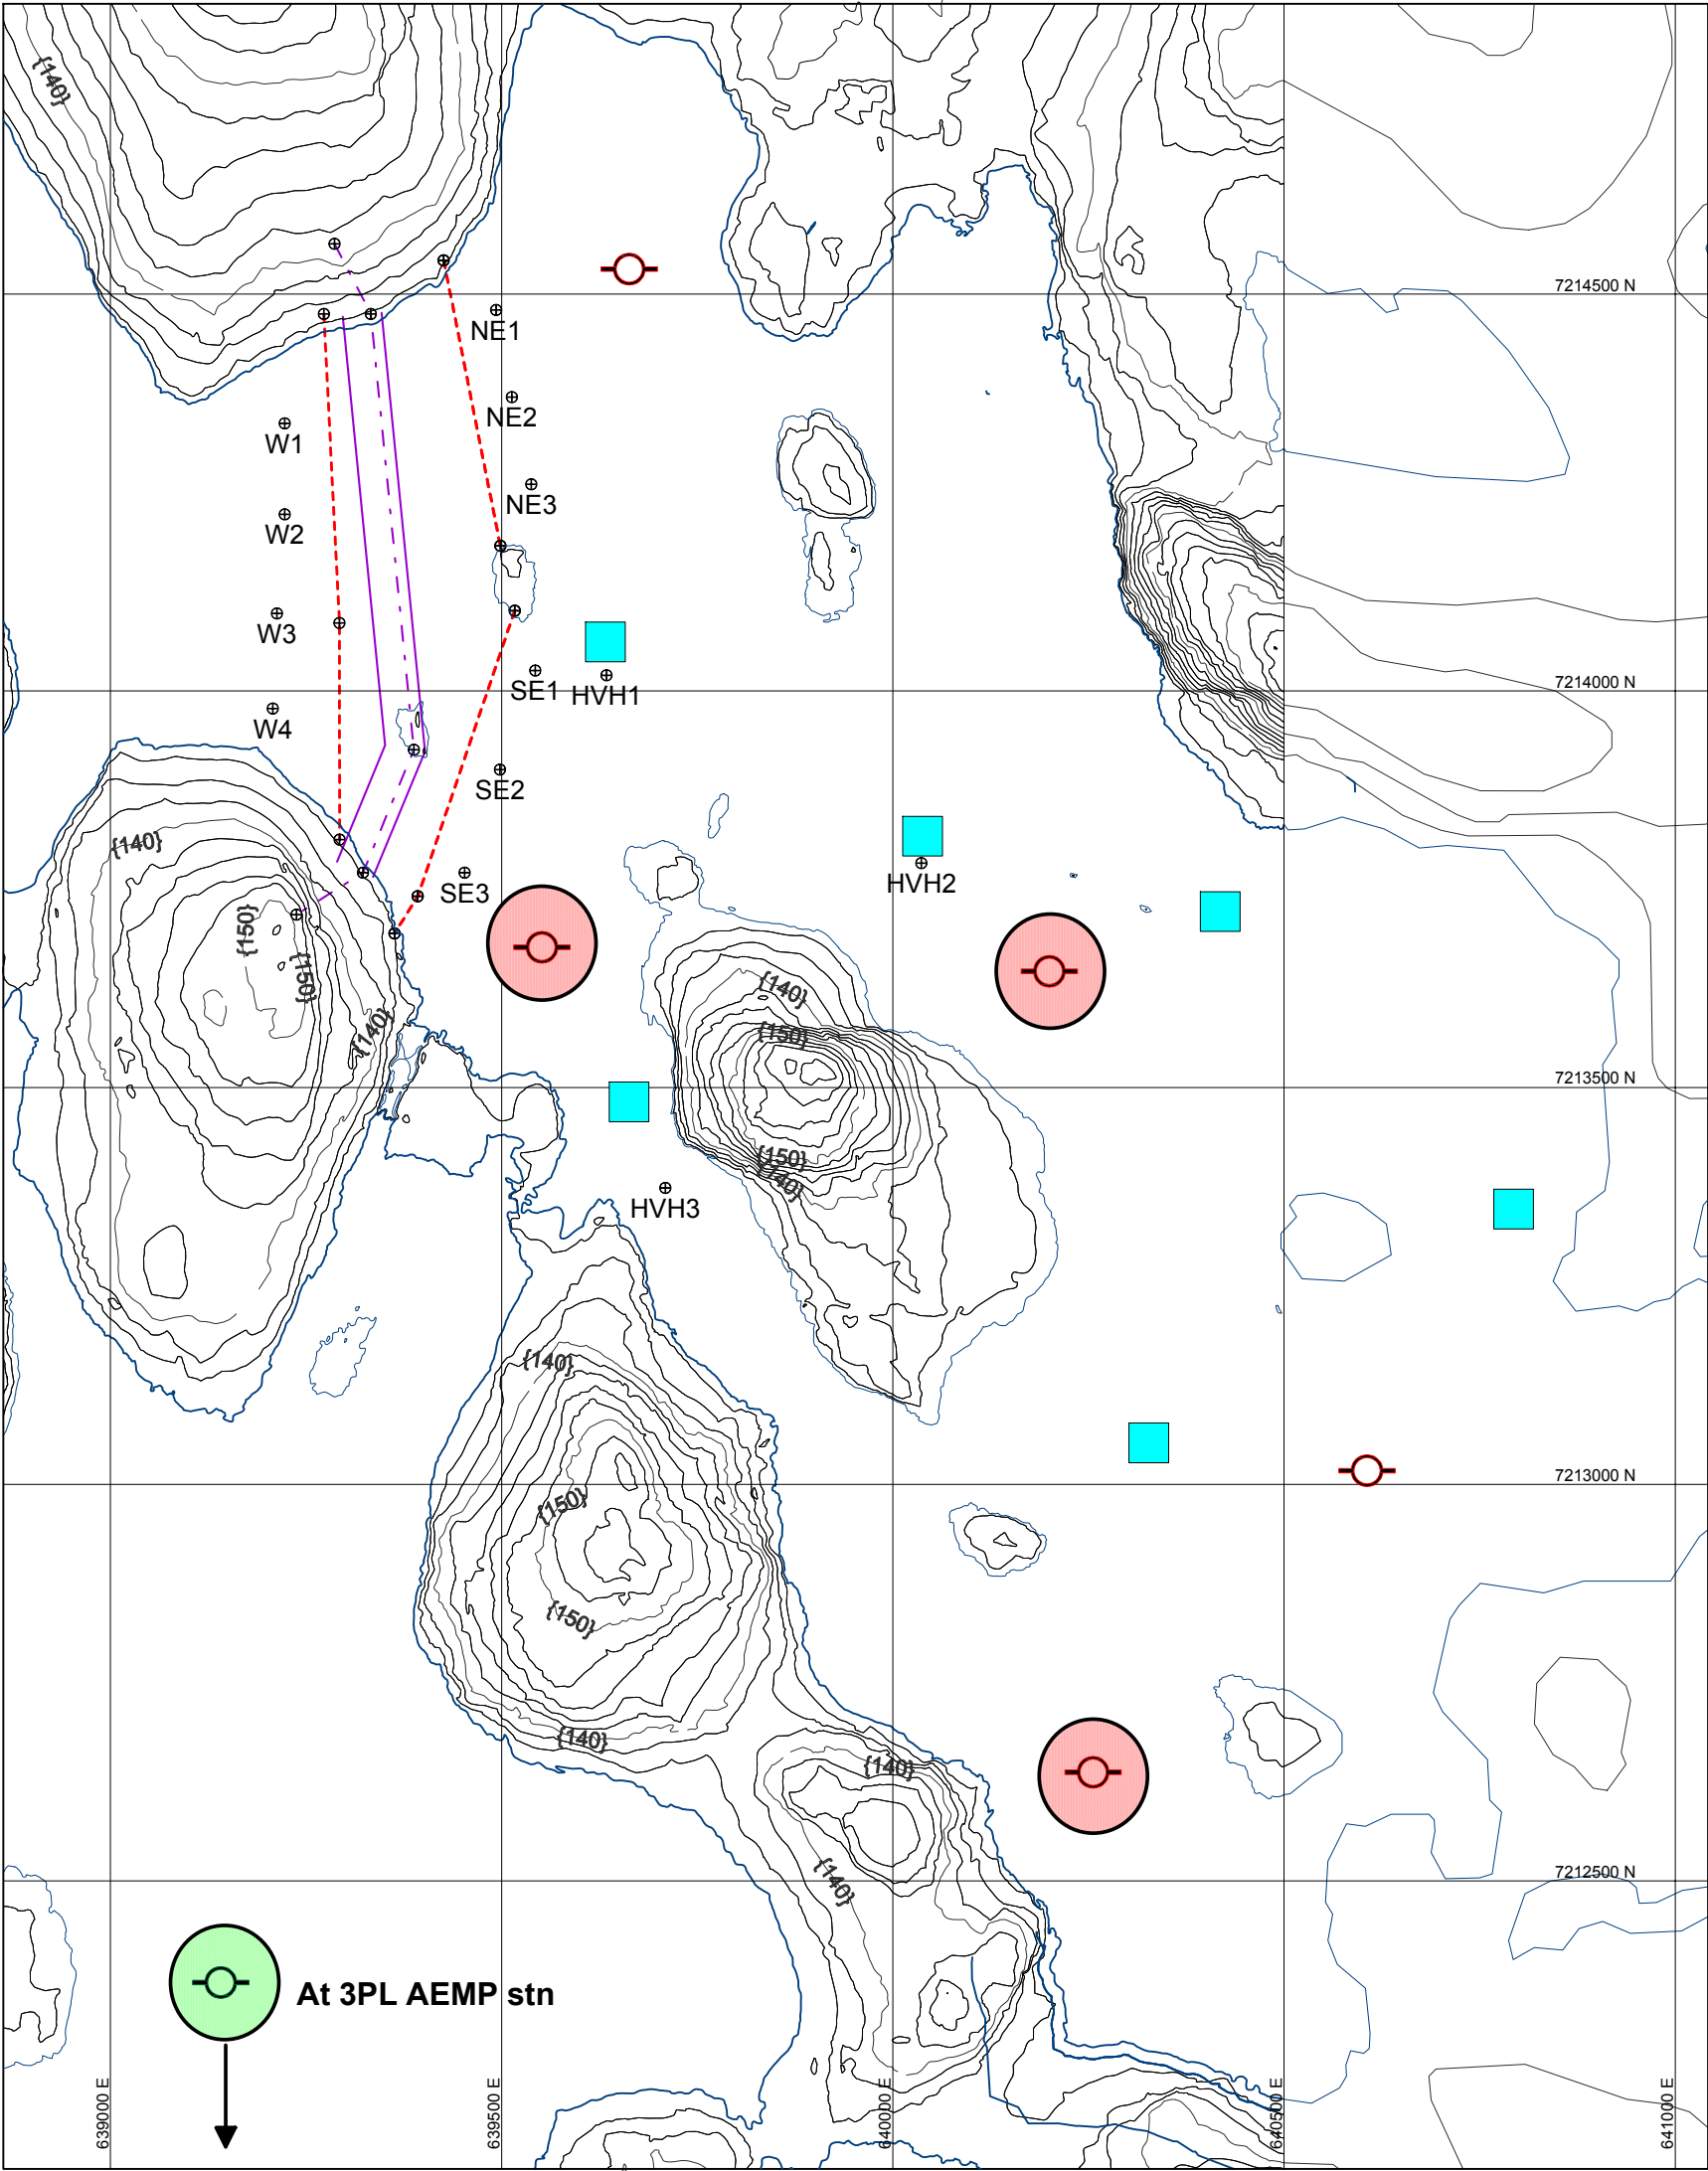 {140}
7214500 N
NE1
NE2
W1
NE3
W2
W3
SE1
HVH1
7214000 N
W4
SE2
{140}
HVH2
SE3
{150}
{150}
{140}
{140}
{150}
7213500 N
{150}
{140}
HVH3
{140}
7213000 N
{150}
{150}
{140}
{140}
{140}
7212500 N
At 3PL AEMP stn
639000 E
639500 E
640000 E
640500 E
641000 E